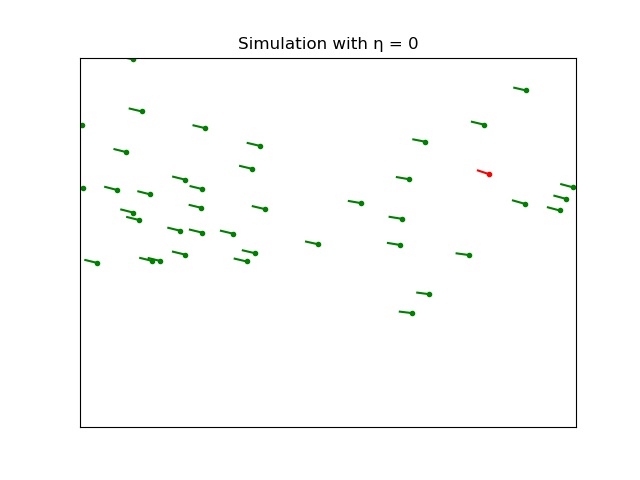 Simulation with η = 0